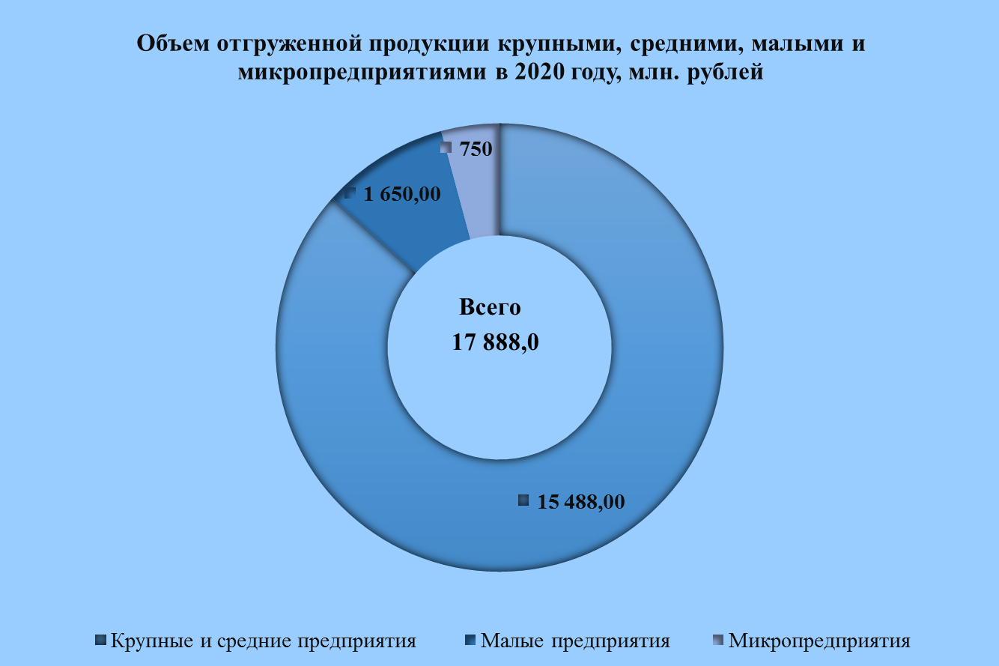 Объем отгруженной продукции крупными, средними, малыми и
микропредприятиями в 2020 году, млн. рублей
750
1 650,00
Всего
17 888,0
15 488,00
Крупные и средние предприятия
Малые предприятия
Микропредприятия